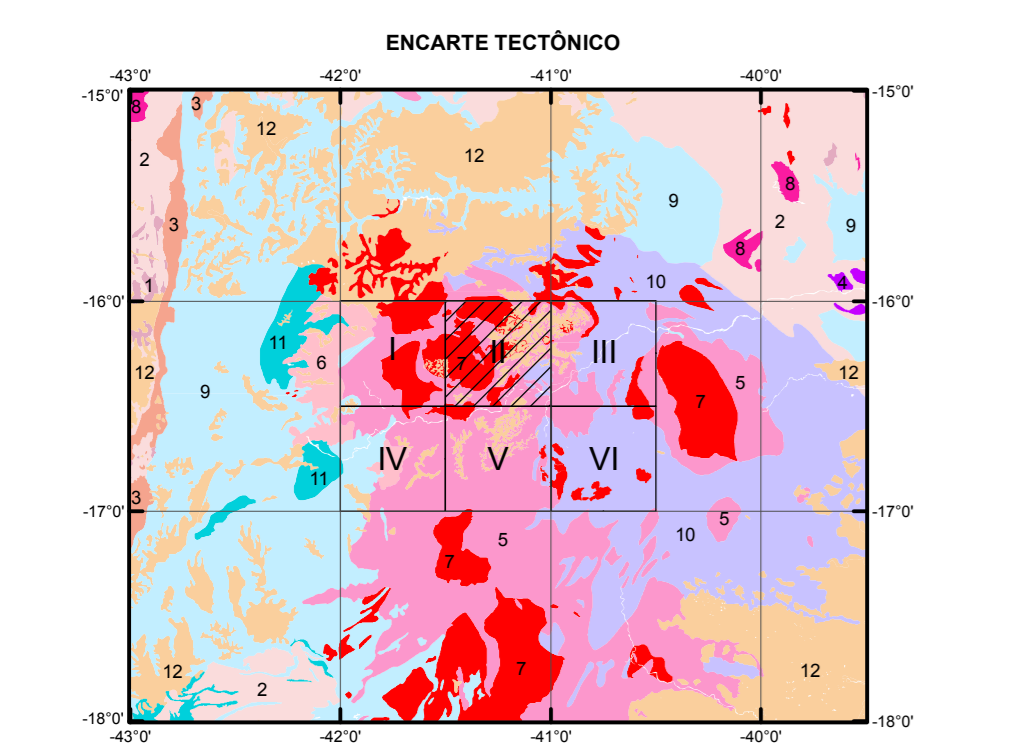 ENCARTE TECTÔNICO
-43°0' -42°0' -41°0' -40°0'
-15°0' -15°0'
8 3 12
2 12
8
9
3 2 9
8
1 10 4
-16°0' -16°0'
11 I II III
6 7 5
12 9 7 12
IV V VI
11
3
-17°0' -17°0'
5
5 10
7
12 7 12
2
-18°0' -18°0'
-43°0' -42°0' -41°0' -40°0'